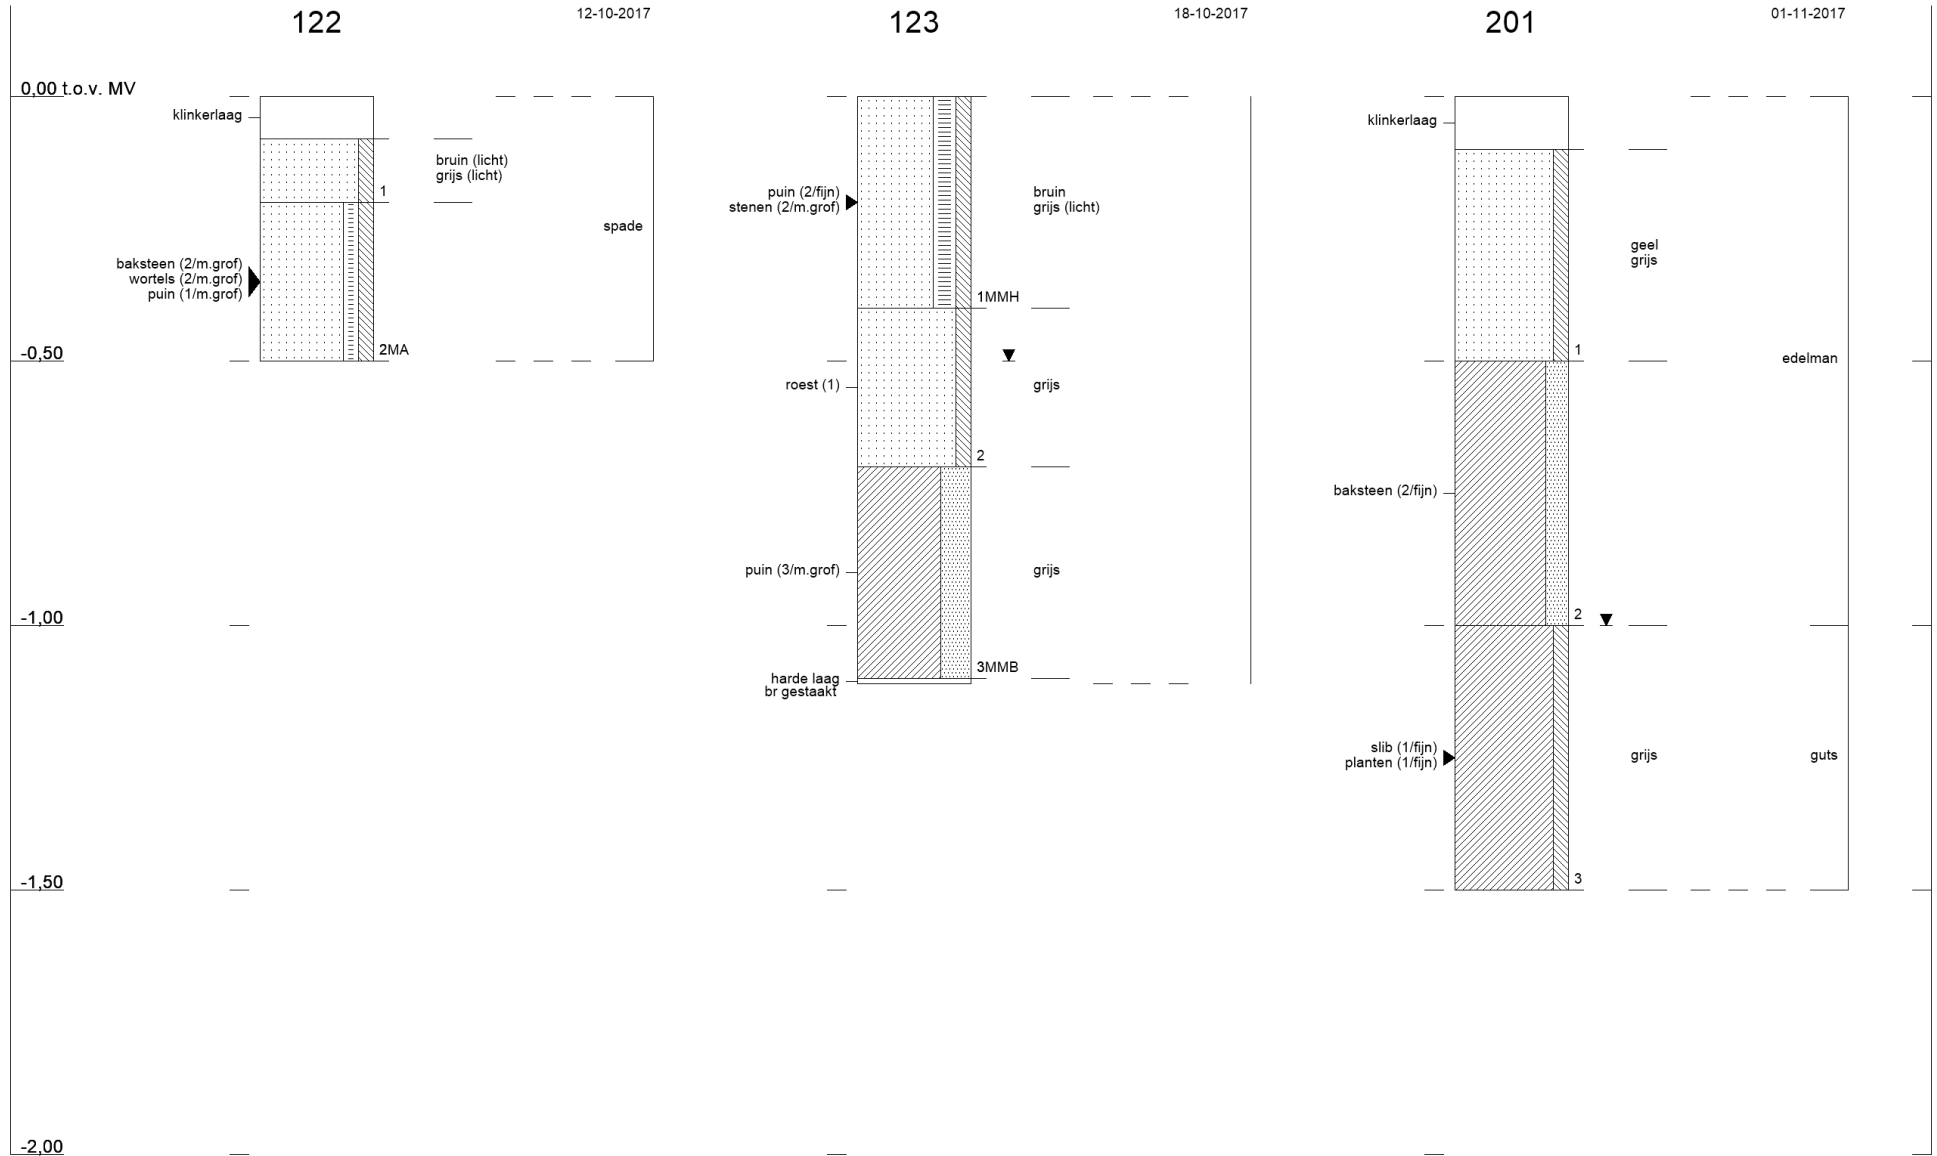 122
12-10-2017
123
18-10-2017
201
01-11-2017
0,00 t.o.v. MV
klinkerlaag
bruin (licht)
grijs (licht)
1
spade
baksteen (2/m.grof)
wortels (2/m.grof)
puin (1/m.grof)
2MA
puin (2/fijn)
stenen (2/m.grof)
bruin
grijs (licht)
1MMH
roest (1)
grijs
2
puin (3/m.grof)
grijs
3MMB
harde laag
br gestaakt
klinkerlaag
geel
grijs
1
edelman
baksteen (2/fijn)
2
slib (1/fijn)
planten (1/fijn)
grijs
guts
3
-0,50
-1,00
-1,50
-2,00